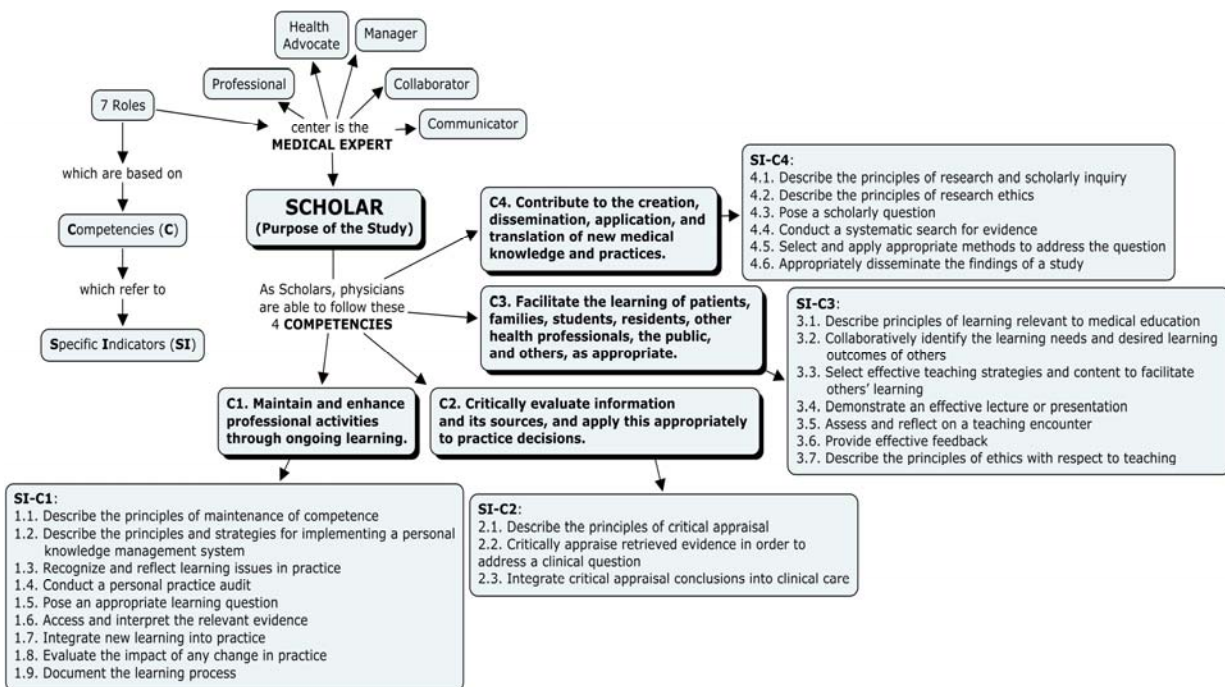 Health
Advocate
Manager
Professional
Collaborator
7 Roles
center is the
MEDICAL EXPERT
Communicator
which are based on
Competencies (C)
which refer to
Specific Indicators (SI)
SCHOLAR
(Purpose of the Study)
As Scholars, physicians
are able to follow these
4 COMPETENCIES
C4. Contribute to the creation,
dissemination, application, and
translation of new medical
knowledge and practices.
SI-C4:
4.1. Describe the principles of research and scholarly inquiry
4.2. Describe the principles of research ethics
4.3. Pose a scholarly question
4.4. Conduct a systematic search for evidence
4.5. Select and apply appropriate methods to address the question
4.6. Appropriately disseminate the findings of a study
C3. Facilitate the learning of patients,
families, students, residents, other
health professionals, the public,
and others, as appropriate.
SI-C3:
3.1. Describe principles of learning relevant to medical education
3.2. Collaboratively identify the learning needs and desired learning
outcomes of others
3.3. Select effective teaching strategies and content to facilitate
others' learning
3.4. Demonstrate an effective lecture or presentation
3.5. Assess and reflect on a teaching encounter
3.6. Provide effective feedback
3.7. Describe the principles of ethics with respect to teaching
C1. Maintain and enhance
professional activities
through ongoing learning.
C2. Critically evaluate information
and its sources, and apply this appropriately
to practice decisions.
SI-C1:
1.1. Describe the principles of maintenance of competence
1.2. Describe the principles and strategies for implementing a personal
knowledge management system
1.3. Recognize and reflect learning issues in practice
1.4. Conduct a personal practice audit
1.5. Pose an appropriate learning question
1.6. Access and interpret the relevant evidence
1.7. Integrate new learning into practice
1.8. Evaluate the impact of any change in practice
1.9. Document the learning process
SI-C2:
2.1. Describe the principles of critical appraisal
2.2. Critically appraise retrieved evidence in order to
address a clinical question
2.3. Integrate critical appraisal conclusions into clinical care